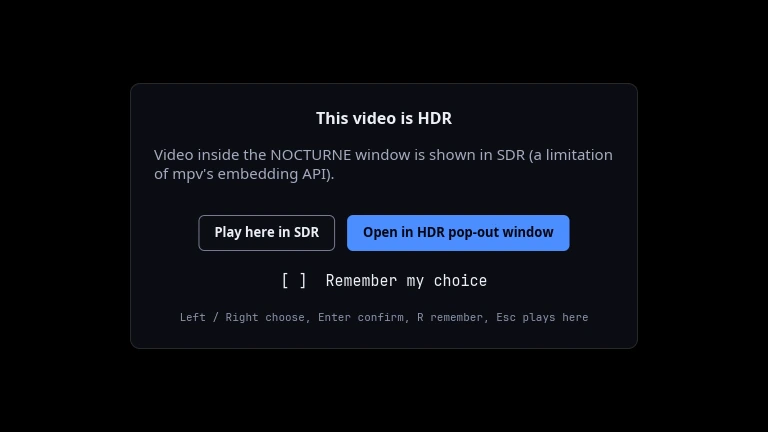 This video is HDR
Video inside the NOCTURNE window is shown in SDR (a limitation
of mpv's embedding API).
Play here in SDR
Open in HDR pop-out window
[ ]  Remember my choice
Left / Right choose, Enter confirm, R remember, Esc plays here